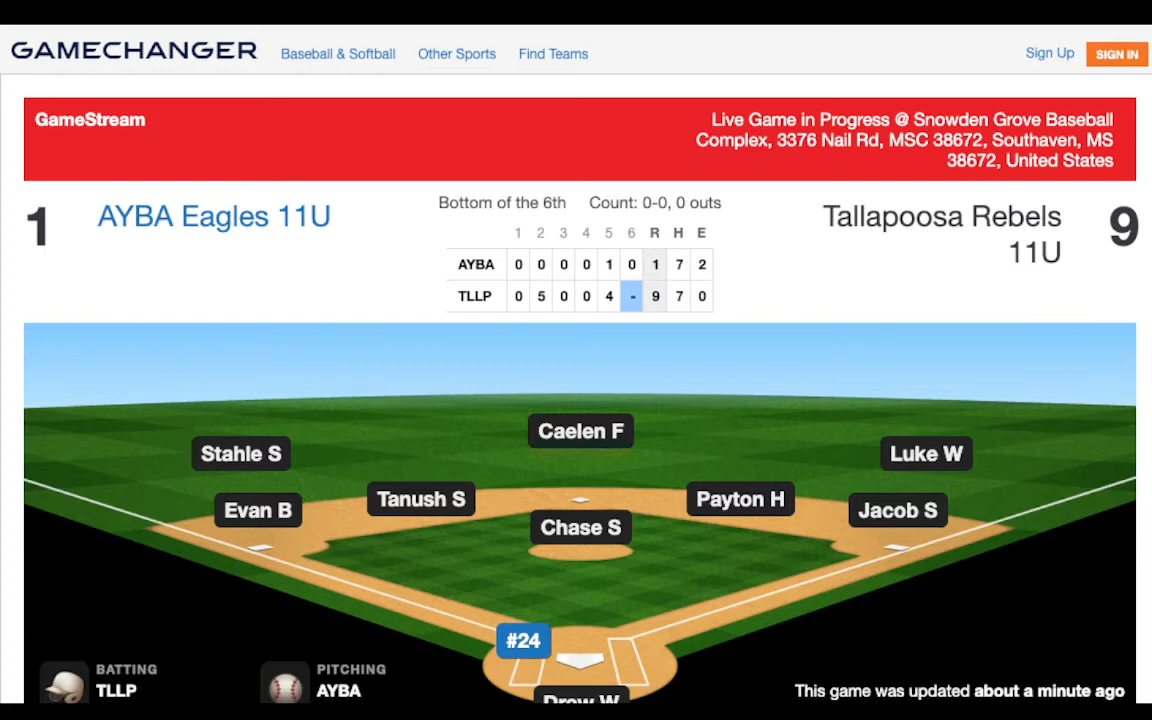 GAMECHANGER Baseball & Softball Other Sports Find Teams Sign Up SIGN IN
GameStream
Live Game in Progress @ Snowden Grove Baseball
Complex, 3376 Nail Rd, MSC 38672, Southaven, MS
38672, United States
1 AYBA Eagles 11U
Bottom of the 6th Count: 0-0, 0 outs
1 2 3 4 5 6 R H E
AYBA 0 0 0 0 1 0 1 7 2
TLLP 0 5 0 0 4 - 9 7 0
Tallapoosa Rebels
11U
9
Caelen F
Stahle S
Luke W
Evan B
Tanush S
Payton H
Jacob S
Chase S
#24
Drew W
BATTING
TLLP
PITCHING
AYBA
This game was updated about a minute ago